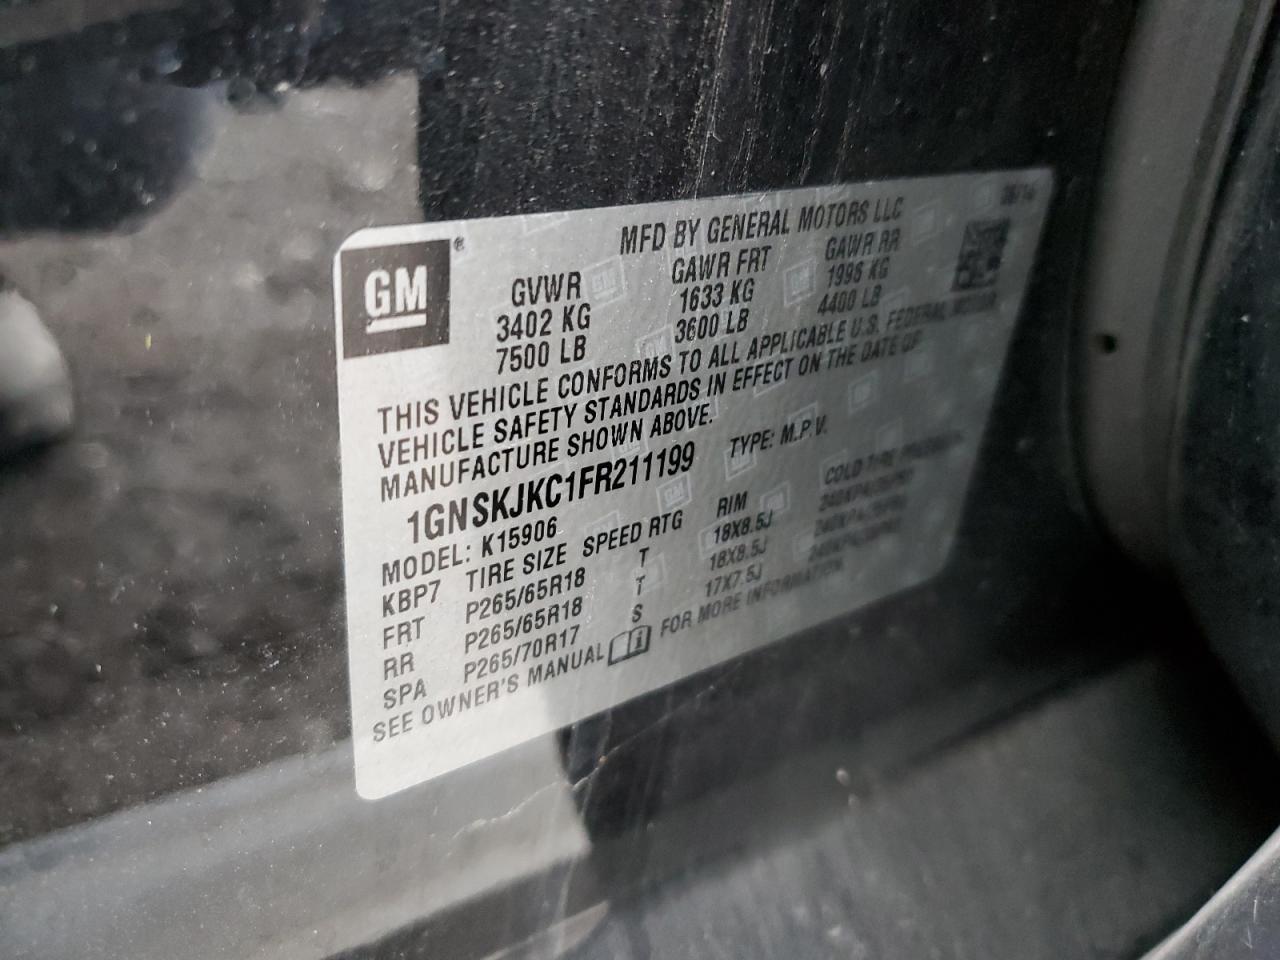 GM ®
MFD BY GENERAL MOTORS LLC
GVWR GAWR FRT GAWR RR
3402 KG 1633 KG 1996 KG
7500 LB 3600 LB 4400 LB
THIS VEHICLE CONFORMS TO ALL APPLICABLE U.S. FEDERAL MOTOR
VEHICLE SAFETY STANDARDS IN EFFECT ON THE DATE OF
MANUFACTURE SHOWN ABOVE.
1GNSKJKC1FR211199 TYPE: M.P.V.
MODEL: K15906
KBP7 TIRE SIZE SPEED RTG RIM COLD TIRE
FRT P265/65R18 T 18X8.5J
RR P265/65R18 T 18X8.5J
SPA P265/70R17 S 17X7.5J
SEE OWNER'S MANUAL FOR MORE INFORMATION